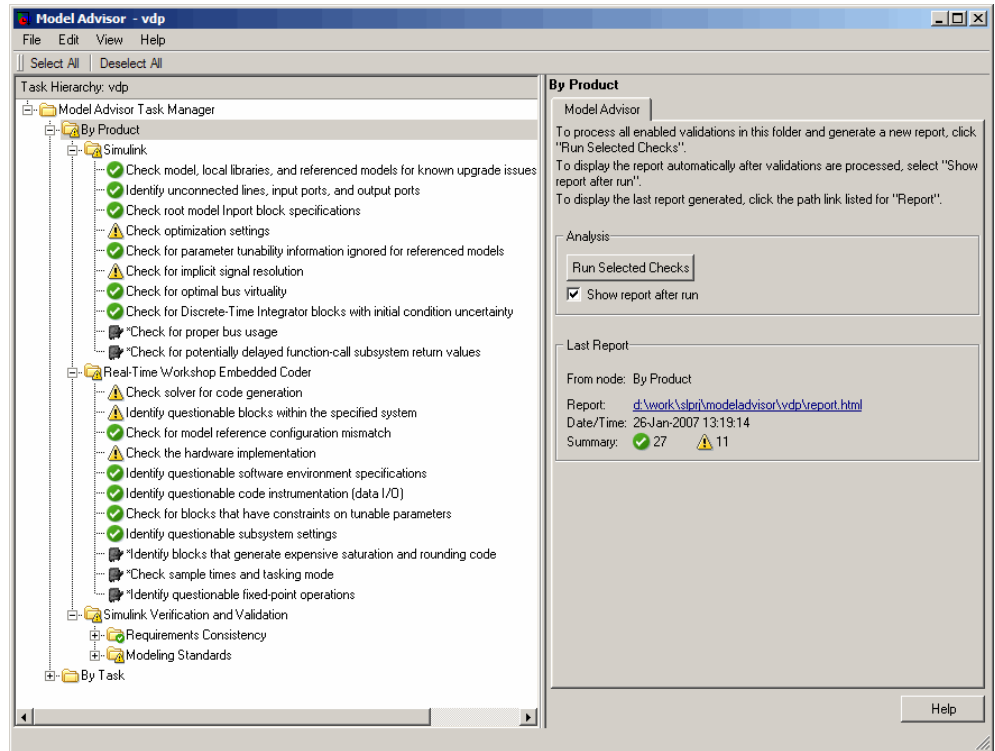 Model Advisor - vdp
File Edit View Help
Select All Deselect All
Task Hierarchy: vdp
Model Advisor Task Manager
By Product
Simulink
Check model, local libraries, and referenced models for known upgrade issues
Identify unconnected lines, input ports, and output ports
Check root model Inport block specifications
Check optimization settings
Check for parameter tunability information ignored for referenced models
Check for implicit signal resolution
Check for optimal bus virtuality
Check for Discrete-Time Integrator blocks with initial condition uncertainty
*Check for proper bus usage
*Check for potentially delayed function-call subsystem return values
Real-Time Workshop Embedded Coder
Check solver for code generation
Identify questionable blocks within the specified system
Check for model reference configuration mismatch
Check the hardware implementation
Identify questionable software environment specifications
Identify questionable code instrumentation (data I/O)
Check for blocks that have constraints on tunable parameters
Identify questionable subsystem settings
*Identify blocks that generate expensive saturation and rounding code
*Check sample times and tasking mode
*Identify questionable fixed-point operations
Simulink Verification and Validation
Requirements Consistency
Modeling Standards
By Task
By Product
Model Advisor
To process all enabled validations in this folder and generate a new report, click
"Run Selected Checks".
To display the report automatically after validations are processed, select "Show
report after run".
To display the last report generated, click the path link listed for "Report".
Analysis
Run Selected Checks
Show report after run
Last Report
From node: By Product
Report: d:\work\slprj\modeladvisor\vdp\report.html
Date/Time: 26-Jan-2007 13:19:14
Summary: 27 11
Help